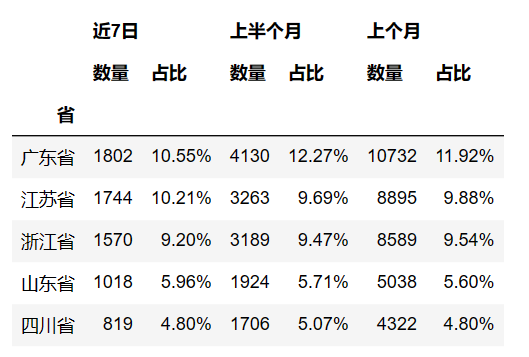 近7日 上半个月 上个月
数量 占比 数量 占比 数量 占比
省
广东省 1802 10.55% 4130 12.27% 10732 11.92%
江苏省 1744 10.21% 3263 9.69% 8895 9.88%
浙江省 1570 9.20% 3189 9.47% 8589 9.54%
山东省 1018 5.96% 1924 5.71% 5038 5.60%
四川省 819 4.80% 1706 5.07% 4322 4.80%